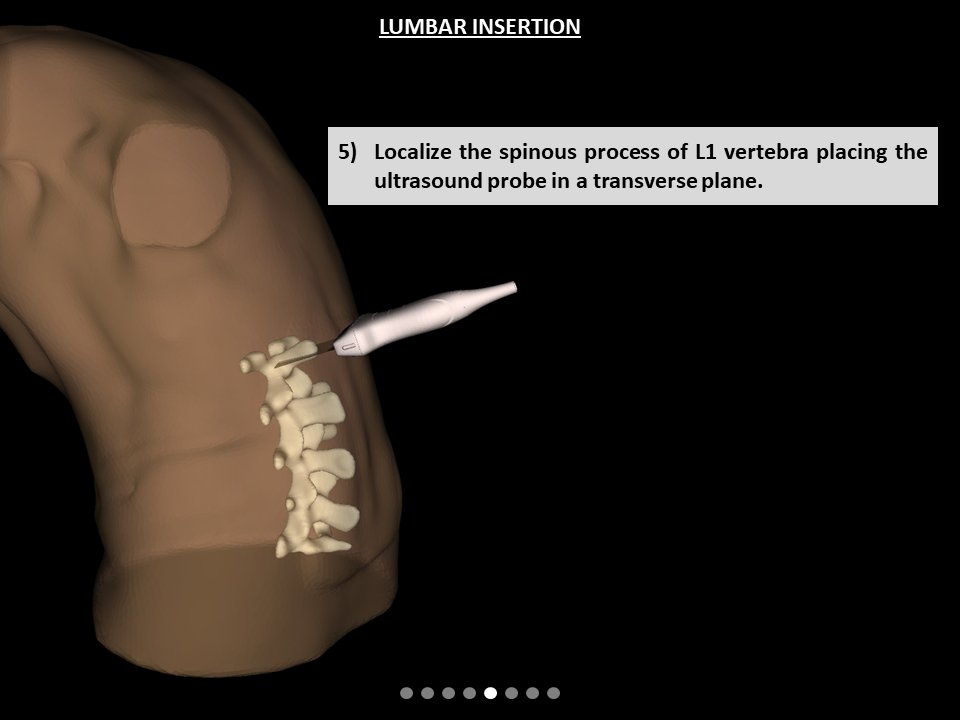 LUMBAR INSERTION
5) Localize the spinous process of L1 vertebra placing the
ultrasound probe in a transverse plane.